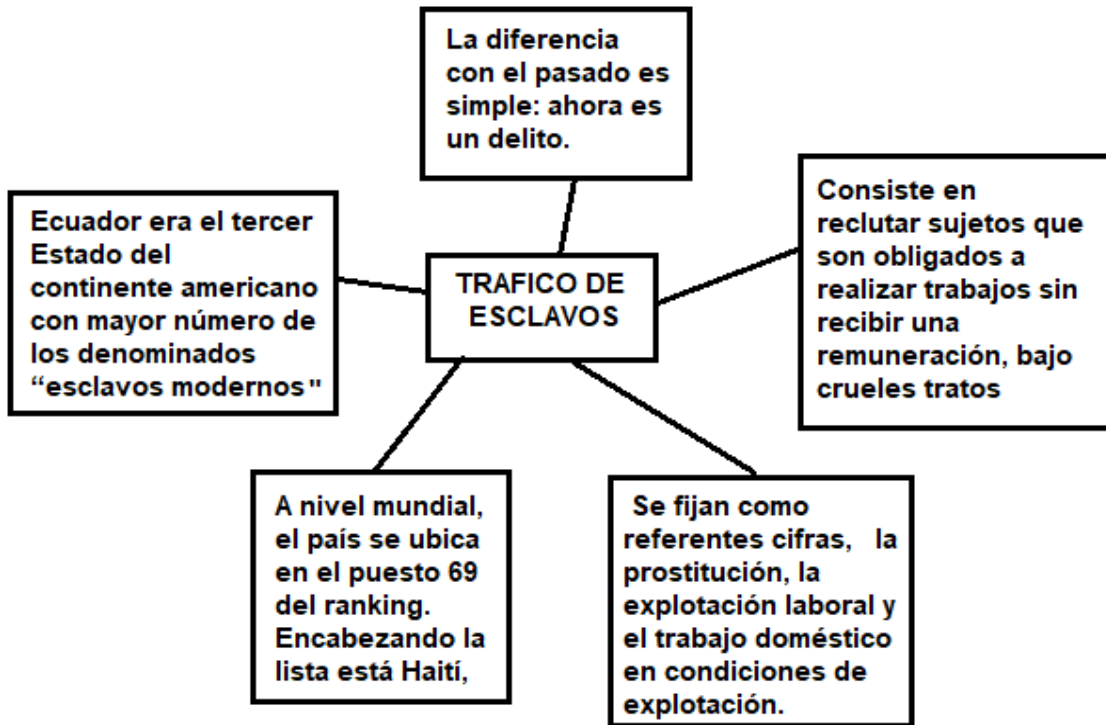 La diferencia
con el pasado es
simple: ahora es
un delito.
Ecuador era el tercer
Estado del
continente americano
con mayor número de
los denominados
“esclavos modernos"
TRAFICO DE
ESCLAVOS
Consiste en
reclutar sujetos que
son obligados a
realizar trabajos sin
recibir una
remuneración, bajo
crueles tratos
A nivel mundial,
el país se ubica
en el puesto 69
del ranking.
Encabezando la
lista está Haití,
Se fijan como
referentes cifras, la
prostitución, la
explotación laboral y
el trabajo doméstico
en condiciones de
explotación.